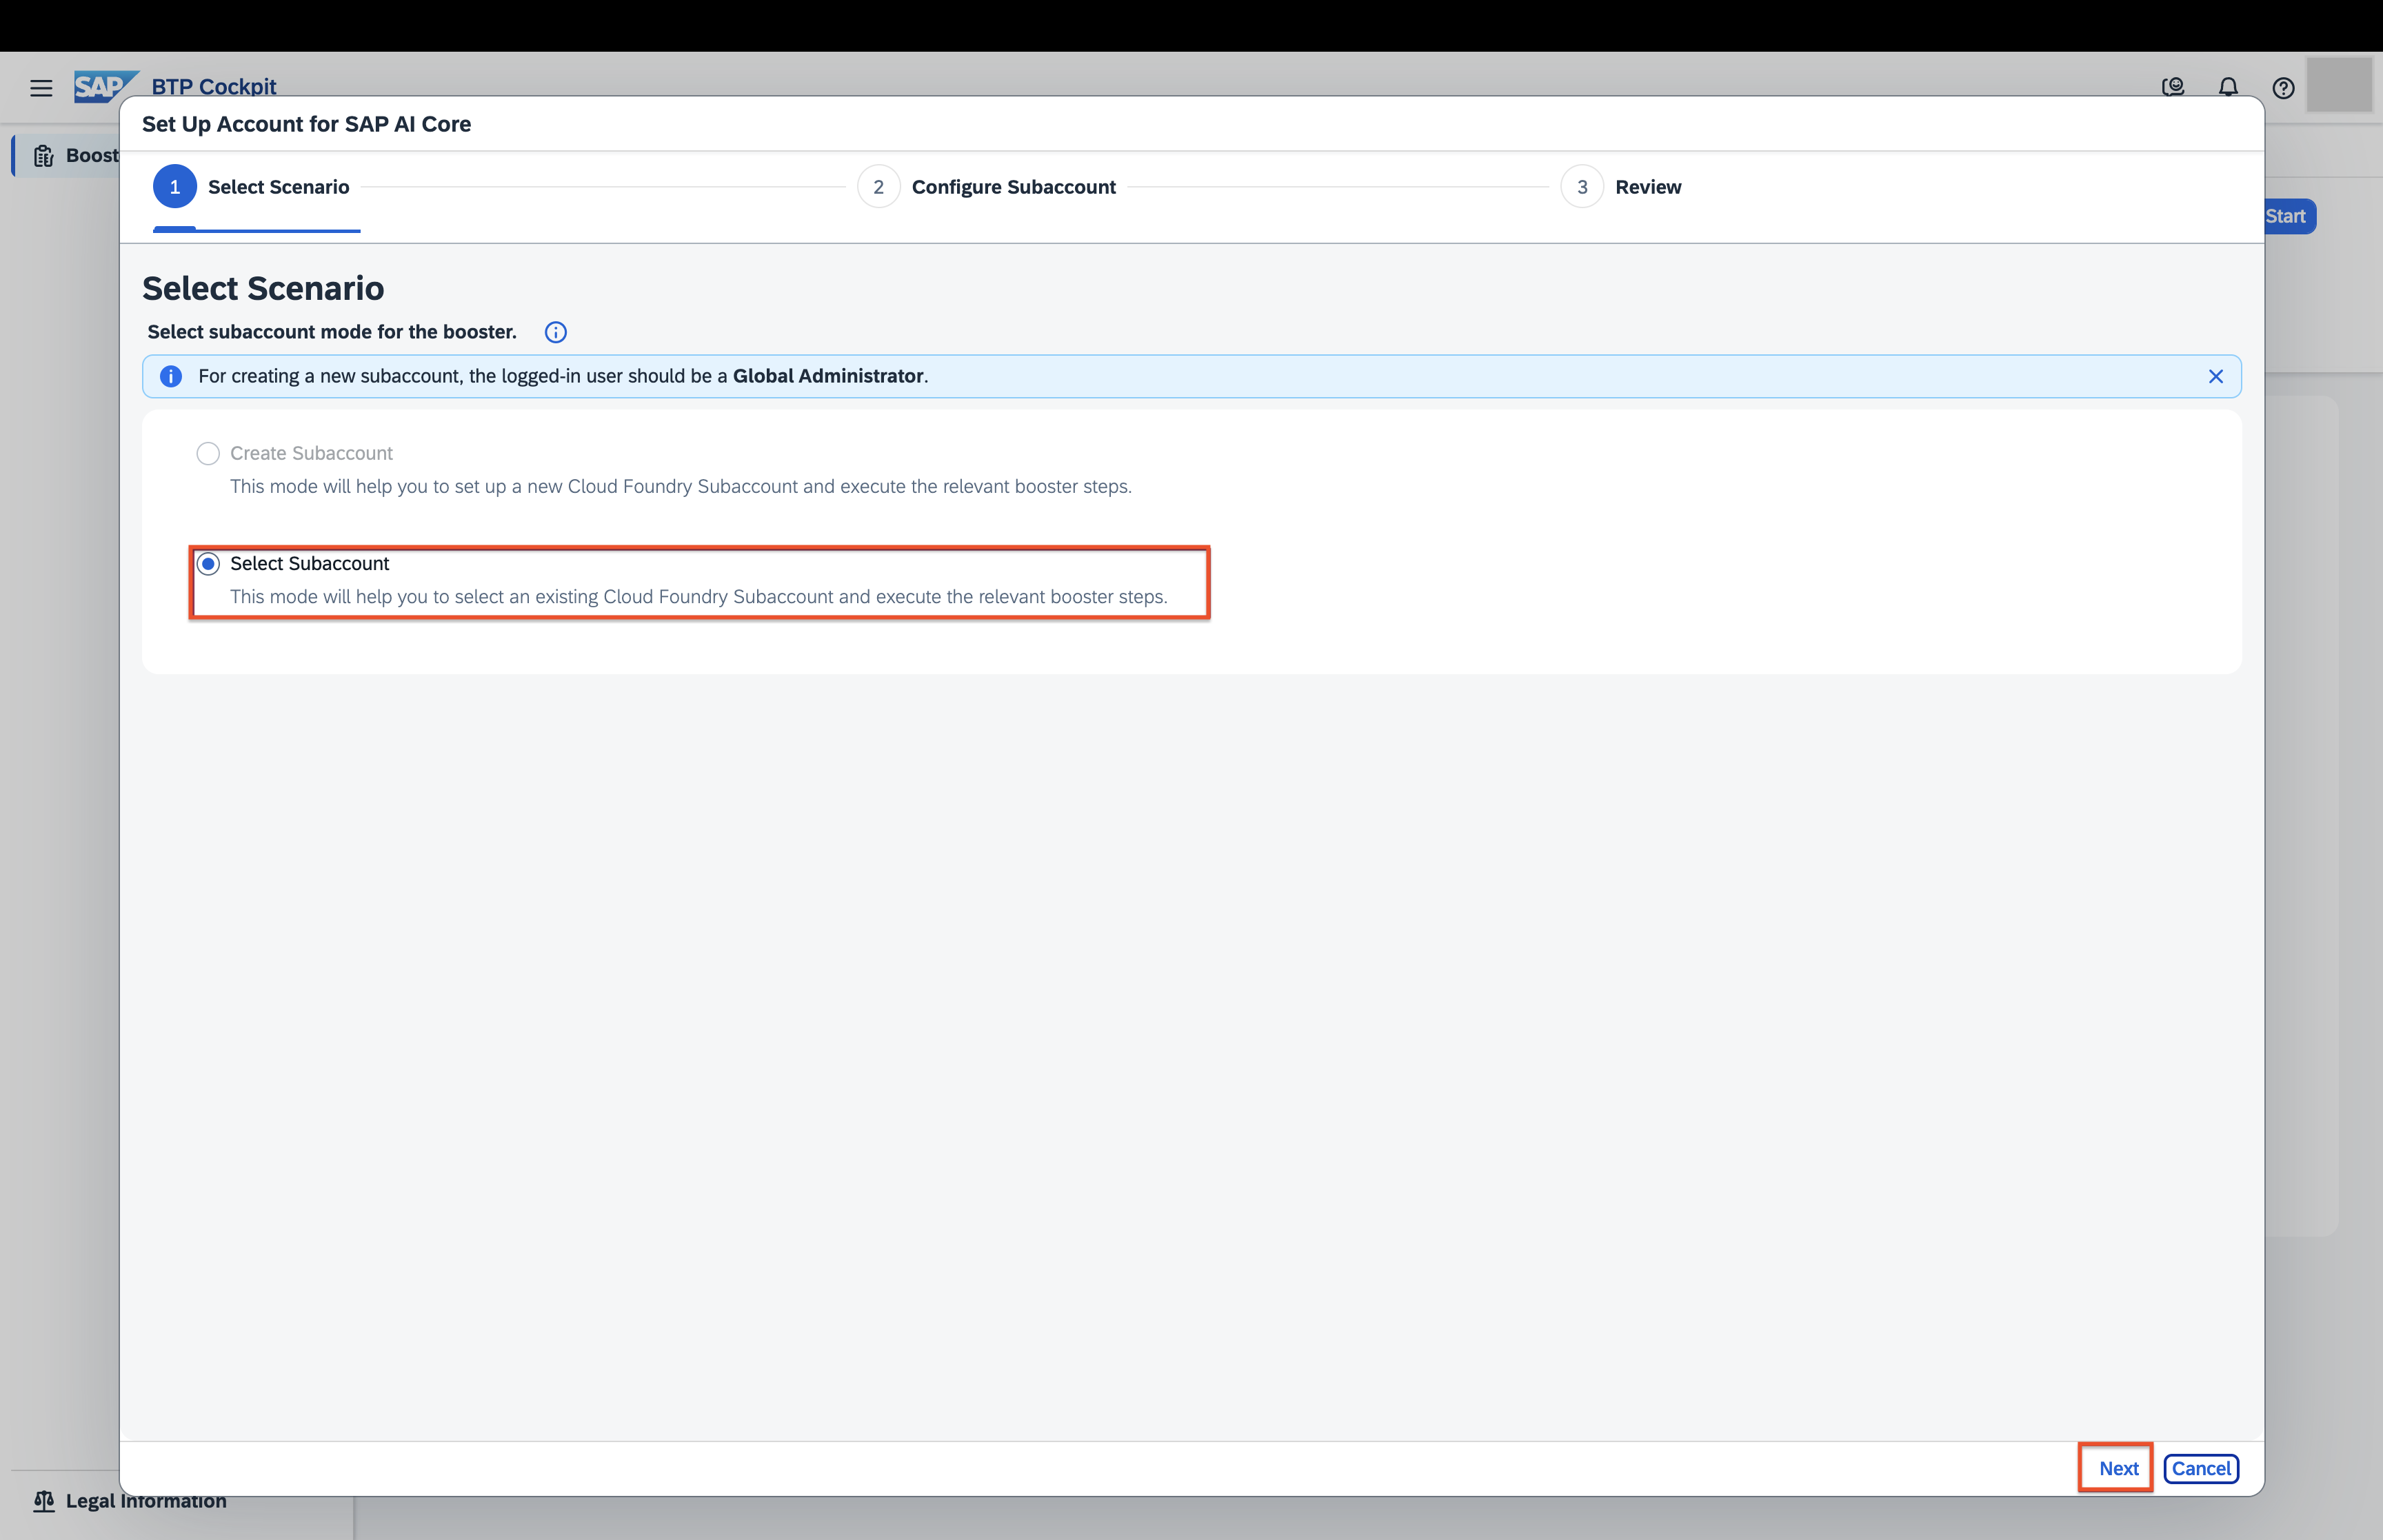 SAP BTP Cockpit
Set Up Account for SAP AI Core
Boost
1 Select Scenario 2 Configure Subaccount 3 Review
Start
Select Scenario
Select subaccount mode for the booster.
For creating a new subaccount, the logged-in user should be a Global Administrator.
Create Subaccount
This mode will help you to set up a new Cloud Foundry Subaccount and execute the relevant booster steps.
Select Subaccount
This mode will help you to select an existing Cloud Foundry Subaccount and execute the relevant booster steps.
Next Cancel
Legal Information